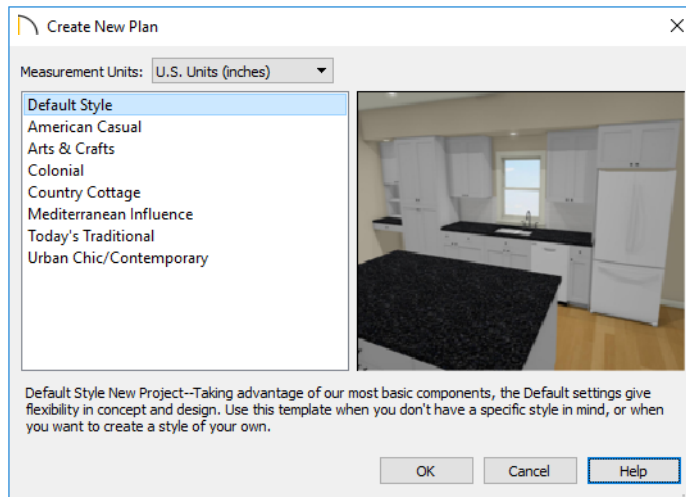 Create New Plan
Measurement Units: U.S. Units (inches)
Default Style
American Casual
Arts & Crafts
Colonial
Country Cottage
Mediterranean Influence
Today's Traditional
Urban Chic/Contemporary
Default Style New Project--Taking advantage of our most basic components, the Default settings give
flexibility in concept and design. Use this template when you don't have a specific style in mind, or when
you want to create a style of your own.
OK Cancel Help